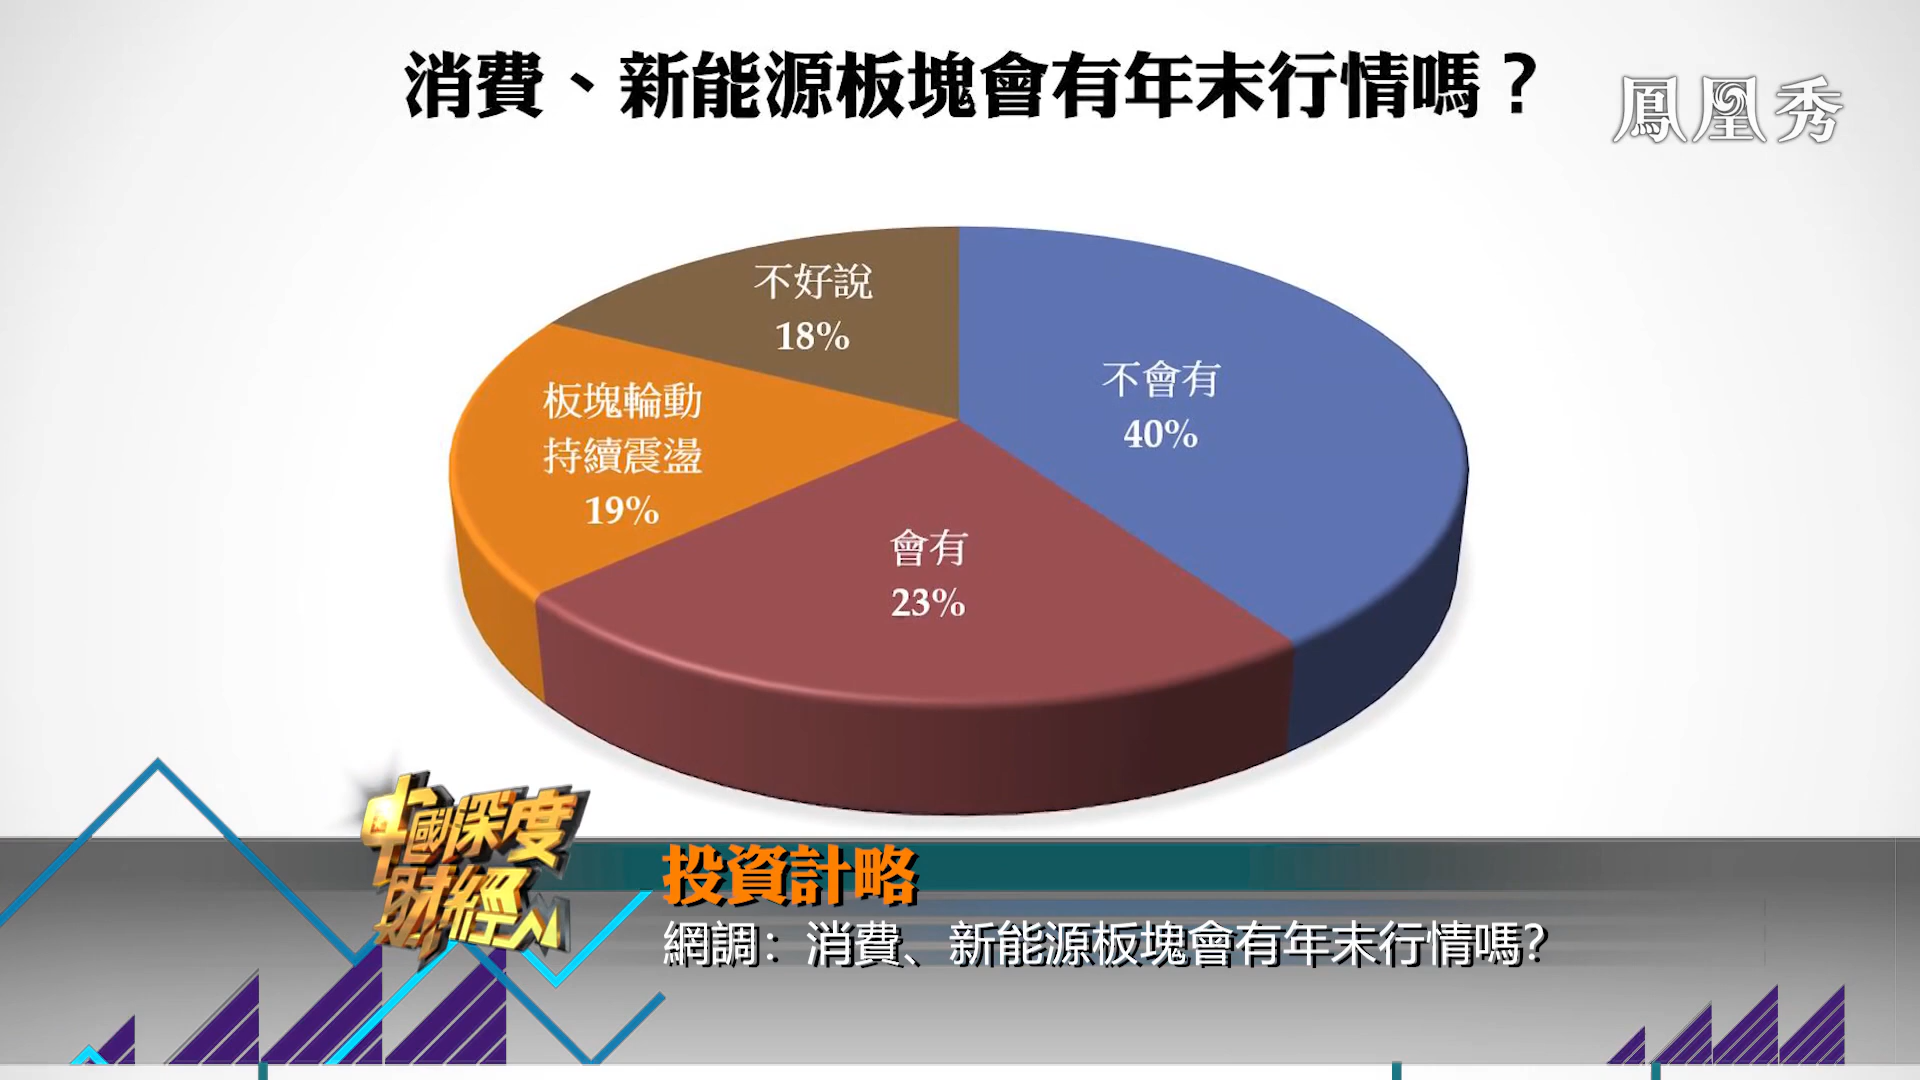 消費、新能源板塊會有年末行情嗎？
鳳凰秀
不好說
18%
不會有
40%
板塊輪動
持續震盪
19%
會有
23%
中國深度
財經
投資計略
網調：消費、新能源板塊會有年末行情嗎？